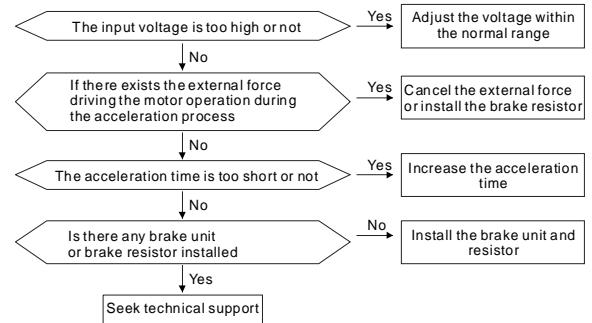 The input voltage is too high or not
Yes
Adjust the voltage within
the normal range
No
If there exists the external force
driving the motor operation during
the acceleration process
Yes
Cancel the external force
or install the brake resistor
No
The acceleration time is too short or not
Yes
Increase the acceleration
time
No
Is there any brake unit
or brake resistor installed
No
Install the brake unit and
resistor
Yes
Seek technical support